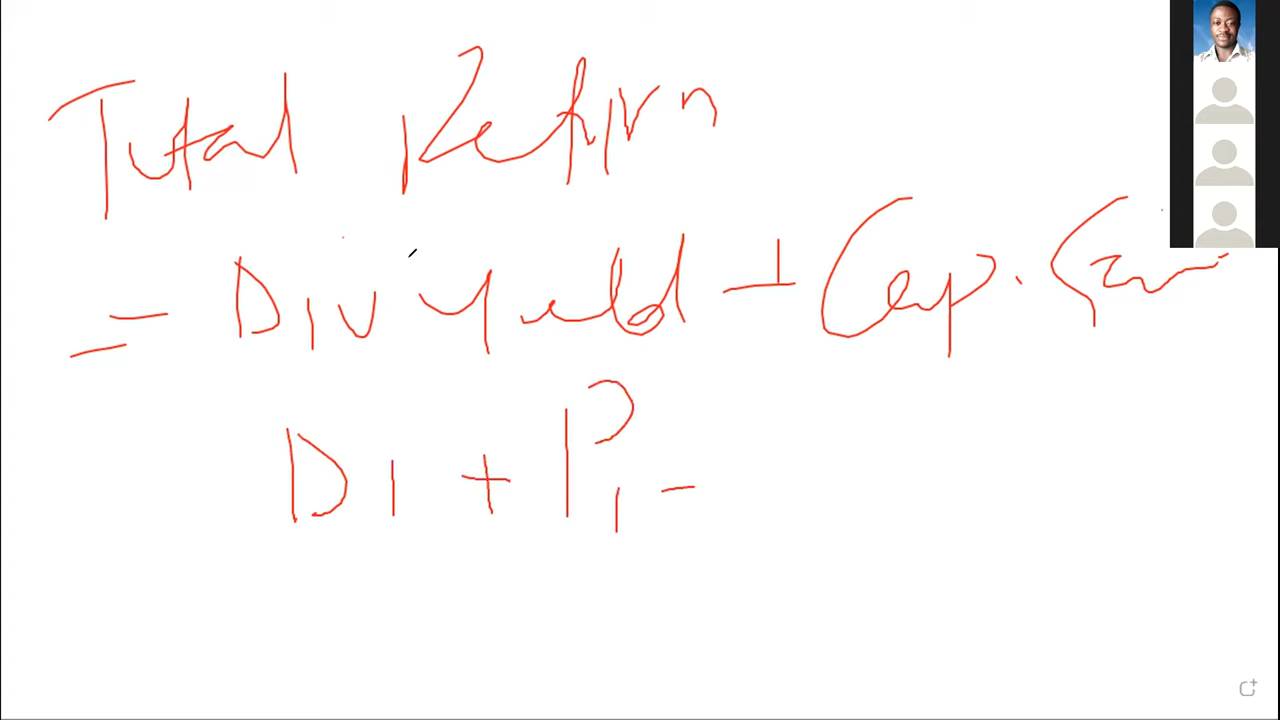 Total Return
= Div Yield + Cap. Gain
D1 + P1 -